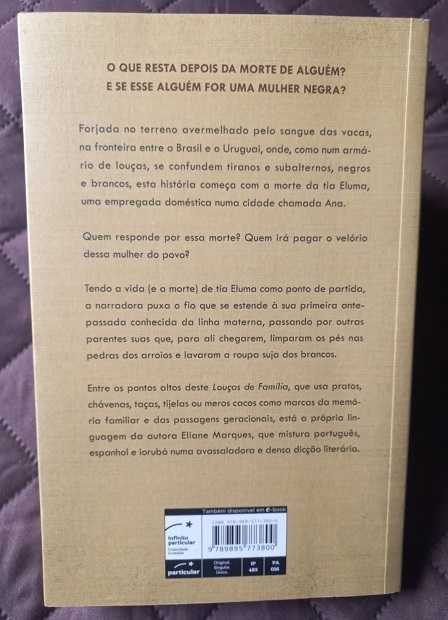 O QUE RESTA DEPOIS DA MORTE DE ALGUÉM?
E SE ESSE ALGUÉM FOR UMA MULHER NEGRA?
Forjada no terreno avermelhado pelo sangue das vacas,
na fronteira entre o Brasil e o Uruguai, onde, como num armá-
rio de louças, se confundem tiranos e subalternos, negros
e brancos, esta história começa com a morte da tia Eluma,
uma empregada doméstica numa cidade chamada Ana.
Quem responde por essa morte? Quem irá pagar o velório
dessa mulher do povo?
Tendo a vida (e a morte) de tia Eluma como ponto de partida,
a narradora puxa o fio que se estende à sua primeira ante-
passada conhecida da linha materna, passando por outras
parentes suas que, para ali chegarem, limparam os pés nas
pedras dos arroios e lavaram a roupa suja dos brancos.
Entre os pontos altos deste Louças de Família, que usa pratos,
chávenas, taças, tijelas ou meros cacos como marcas da memó-
ria familiar e das passagens geracionais, está a própria lin-
guagem da autora Eliane Marques, que mistura português,
espanhol e iorubá numa avassaladora e densa dicção literária.
Também disponível em e-book
infinito
particular
9 789895 773800
particular